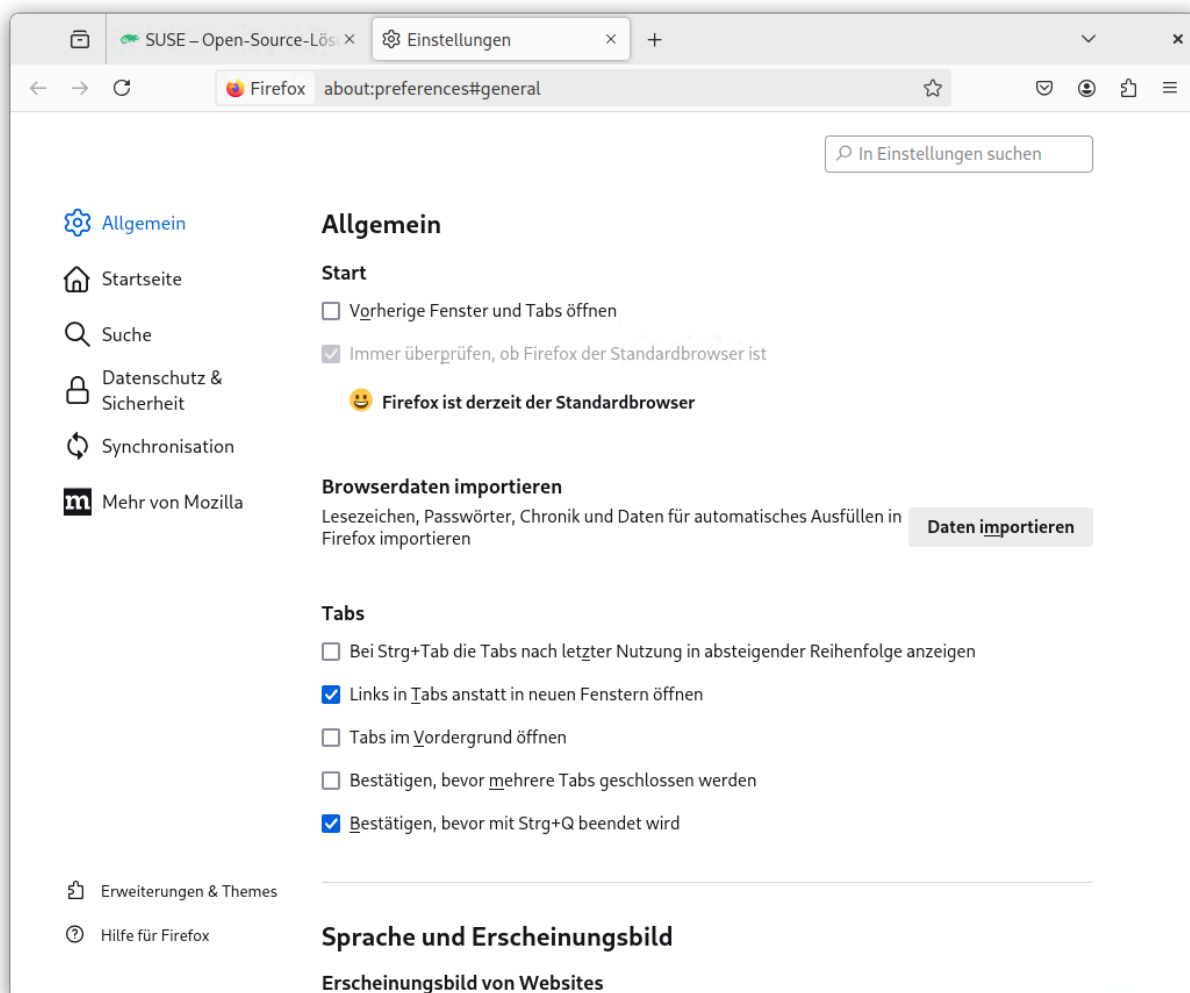 SUSE – Open-Source-Lösu
Einstellungen
Firefox
about:preferences#general
In Einstellungen suchen
Allgemein
Startseite
Suche
Datenschutz &
Sicherheit
Synchronisation
m Mehr von Mozilla
Erweiterungen & Themes
Hilfe für Firefox
Allgemein
Start
Vorherige Fenster und Tabs öffnen
Immer überprüfen, ob Firefox der Standardbrowser ist
Firefox ist derzeit der Standardbrowser
Browserdaten importieren
Lesezeichen, Passwörter, Chronik und Daten für automatisches Ausfüllen in
Firefox importieren
Daten importieren
Tabs
Bei Strg+Tab die Tabs nach letzter Nutzung in absteigender Reihenfolge anzeigen
Links in Tabs anstatt in neuen Fenstern öffnen
Tabs im Vordergrund öffnen
Bestätigen, bevor mehrere Tabs geschlossen werden
Bestätigen, bevor mit Strg+Q beendet wird
Sprache und Erscheinungsbild
Erscheinungsbild von Websites